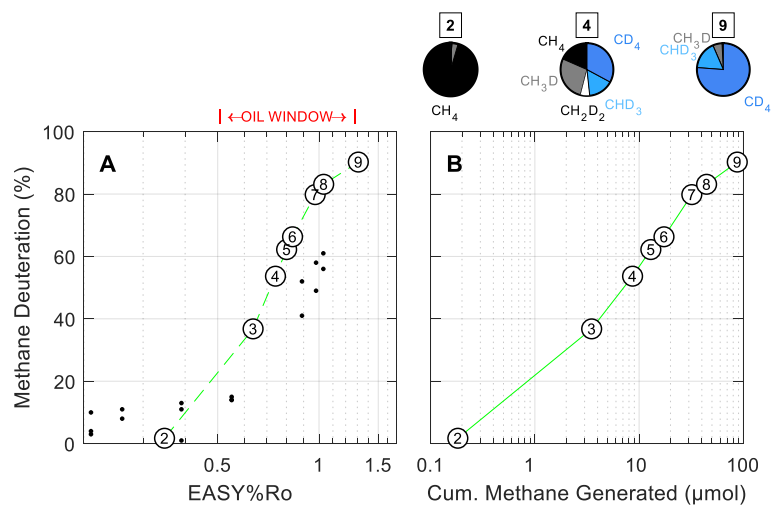 2
4
9
CH4
CD4
CH3D
CHD3
CH2D2
CH4
CH3D
CHD3
CD4
OIL WINDOW
Methane Deuteration (%)
100
80
60
40
20
0
A
2
3
4
5
6
7
8
9
0.5
1
1.5
EASY%Ro
B
2
3
4
5
6
7
8
9
0.1
1
10
100
Cum. Methane Generated (µmol)